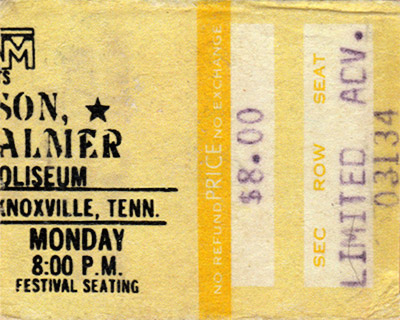 SON, ★
ALMER
OLISEUM
KNOXVILLE, TENN.
MONDAY
8:00 P.M.
FESTIVAL SEATING
NO REFUND PRICE NO EXCHANGE
$8.00
SEC ROW SEAT
LIMITED ADV.
03134